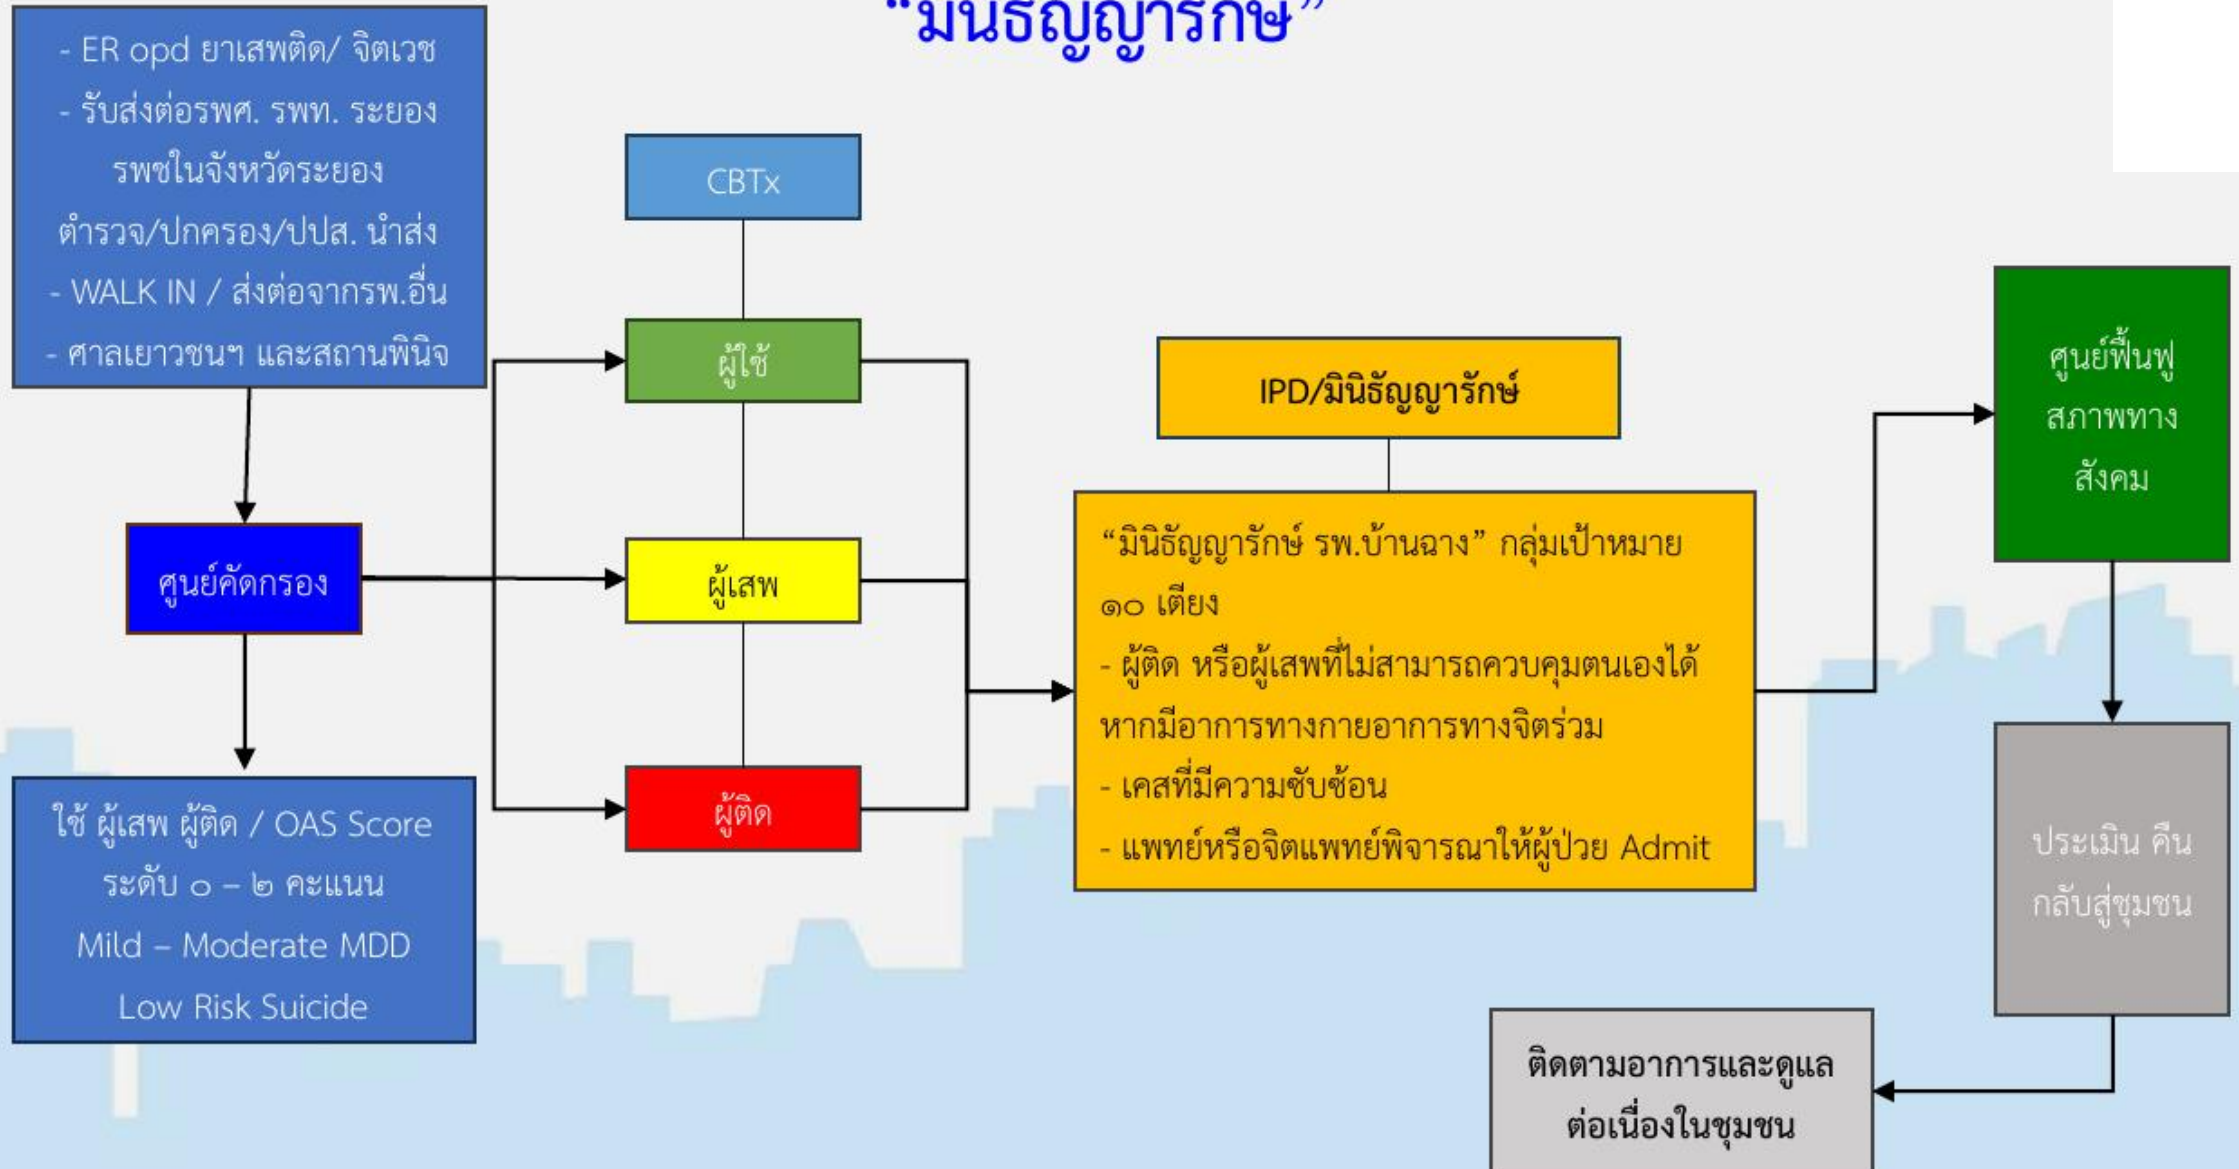 “มินิธัญญารักษ์”
- ER opd ยาเสพติด/ จิตเวช
- รับส่งต่อรพศ. รพท. ระยอง
รพชในจังหวัดระยอง
ตำรวจ/ปกครอง/ปปส. นำส่ง
- WALK IN / ส่งต่อจากรพ.อื่น
- ศาลเยาวชนฯ และสถานพินิจ
ศูนย์คัดกรอง
ใช้ ผู้เสพ ผู้ติด / OAS Score
ระดับ ๐ – ๒ คะแนน
Mild – Moderate MDD
Low Risk Suicide
CBTx
ผู้ใช้
ผู้เสพ
ผู้ติด
IPD/มินิธัญญารักษ์
“มินิธัญญารักษ์ รพ.บ้านฉาง” กลุ่มเป้าหมาย
๑๐ เตียง
- ผู้ติด หรือผู้เสพที่ไม่สามารถควบคุมตนเองได้
หากมีอาการทางกายอาการทางจิตร่วม
- เคสที่มีความซับซ้อน
- แพทย์หรือจิตแพทย์พิจารณาให้ผู้ป่วย Admit
ศูนย์ฟื้นฟู
สภาพทาง
สังคม
ประเมิน คืน
กลับสู่ชุมชน
ติดตามอาการและดูแล
ต่อเนื่องในชุมชน